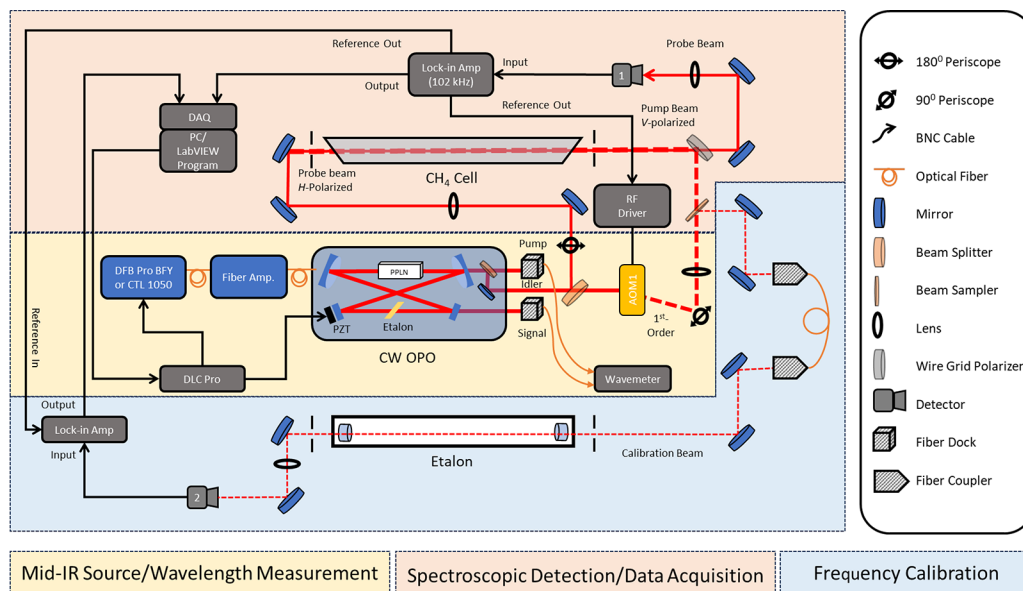 Reference Out
Probe Beam
Lock-in Amp
(102 kHz)
Input
1
Output
Reference Out
DAQ
PC/
LabVIEW
Program
Pump Beam
V-polarized
Probe beam
H-Polarized
CH4 Cell
RF
Driver
DFB Pro BFY
or CTL 1050
Fiber Amp.
PPLN
Pump
Idler
AOM1
PZT
Etalon
Signal
1st-
Order
CW OPO
Reference In
DLC Pro
Wavemeter
Output
Lock-in Amp
Input
Etalon
Calibration Beam
2
180⁰ Periscope
90⁰ Periscope
BNC Cable
Optical Fiber
Mirror
Beam Splitter
Beam Sampler
Lens
Wire Grid Polarizer
Detector
Fiber Dock
Fiber Coupler
Mid-IR Source/Wavelength Measurement
Spectroscopic Detection/Data Acquisition
Frequency Calibration